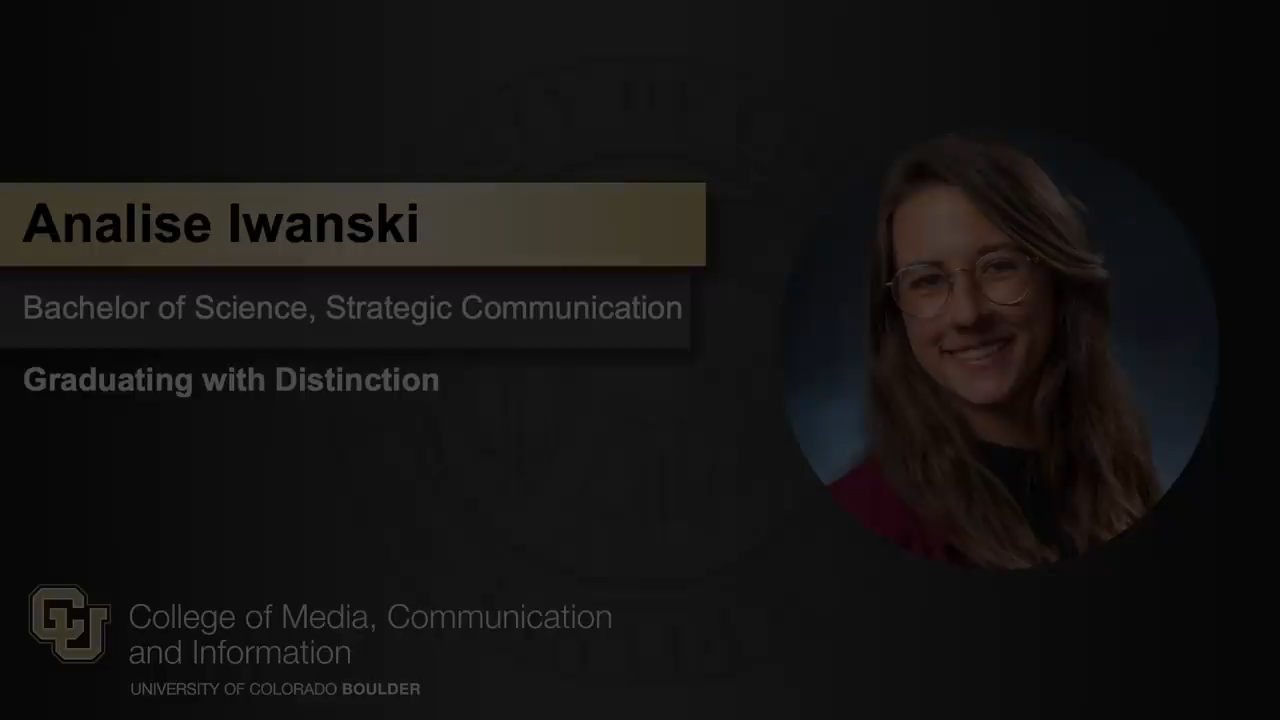 Analise Iwanski
Bachelor of Science, Strategic Communication
Graduating with Distinction
CU
College of Media, Communication
and Information
UNIVERSITY OF COLORADO BOULDER